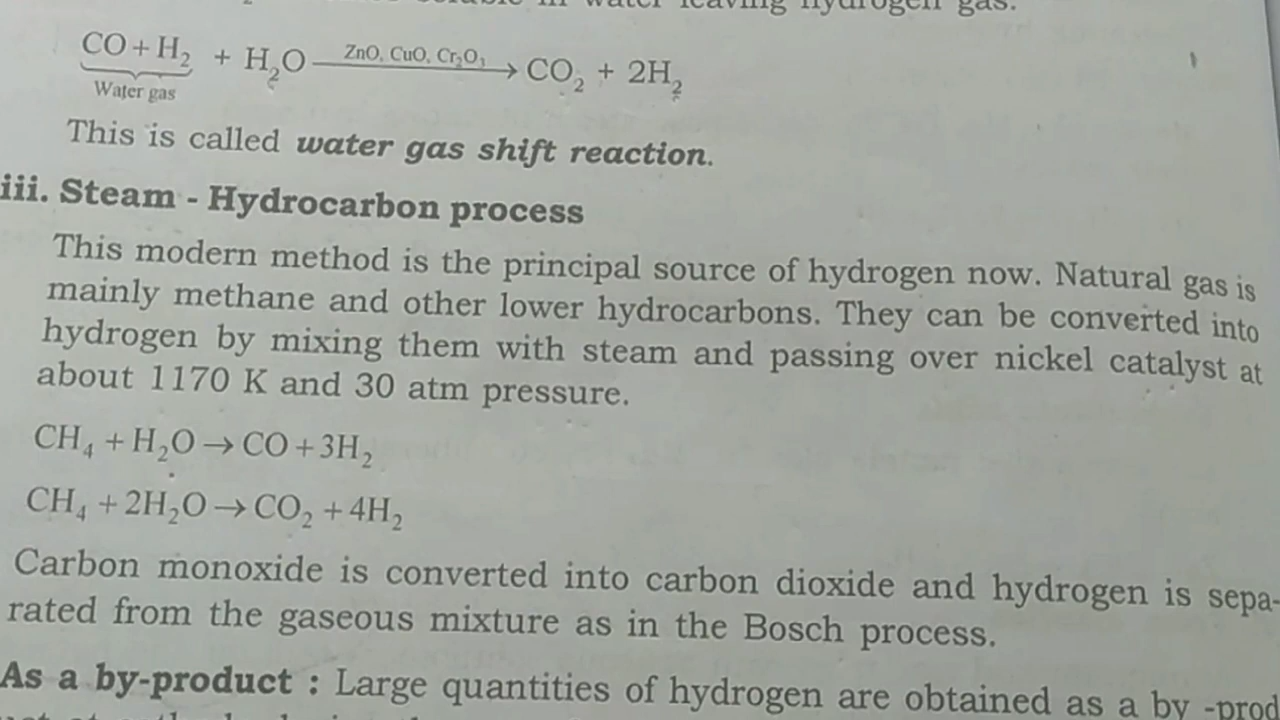 in water leaving hydrogen gas.
CO + H₂ + H₂O ZnO, CuO, Cr₂O₃ → CO₂ + 2H₂
Water gas
This is called water gas shift reaction.
iii. Steam - Hydrocarbon process
This modern method is the principal source of hydrogen now. Natural gas is
mainly methane and other lower hydrocarbons. They can be converted into
hydrogen by mixing them with steam and passing over nickel catalyst at
about 1170 K and 30 atm pressure.
CH₄ + H₂O → CO + 3H₂
CH₄ + 2H₂O → CO₂ + 4H₂
Carbon monoxide is converted into carbon dioxide and hydrogen is sepa-
rated from the gaseous mixture as in the Bosch process.
As a by-product : Large quantities of hydrogen are obtained as a by -prod